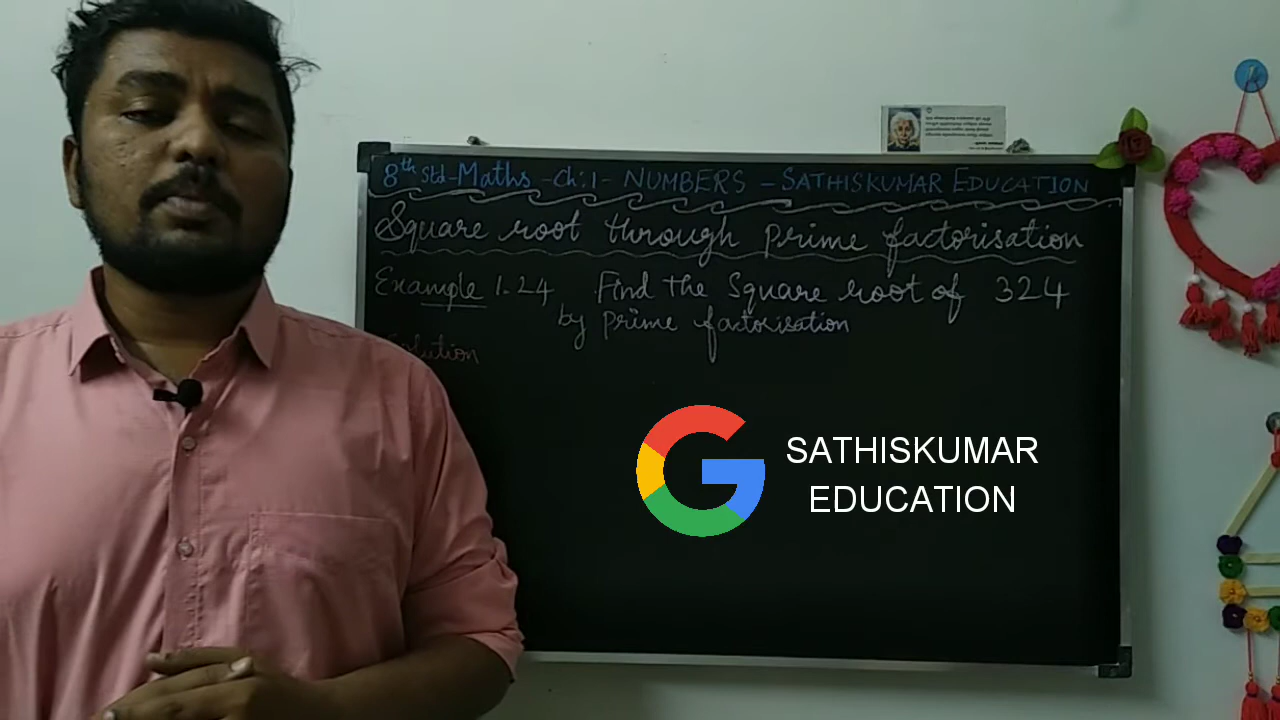 8th Std - Maths - Ch:1 - NUMBERS - SATHISKUMAR EDUCATION
Square root through prime factorisation
Example 1.24 Find the Square root of 324
by prime factorisation
Solution
SATHISKUMAR
EDUCATION